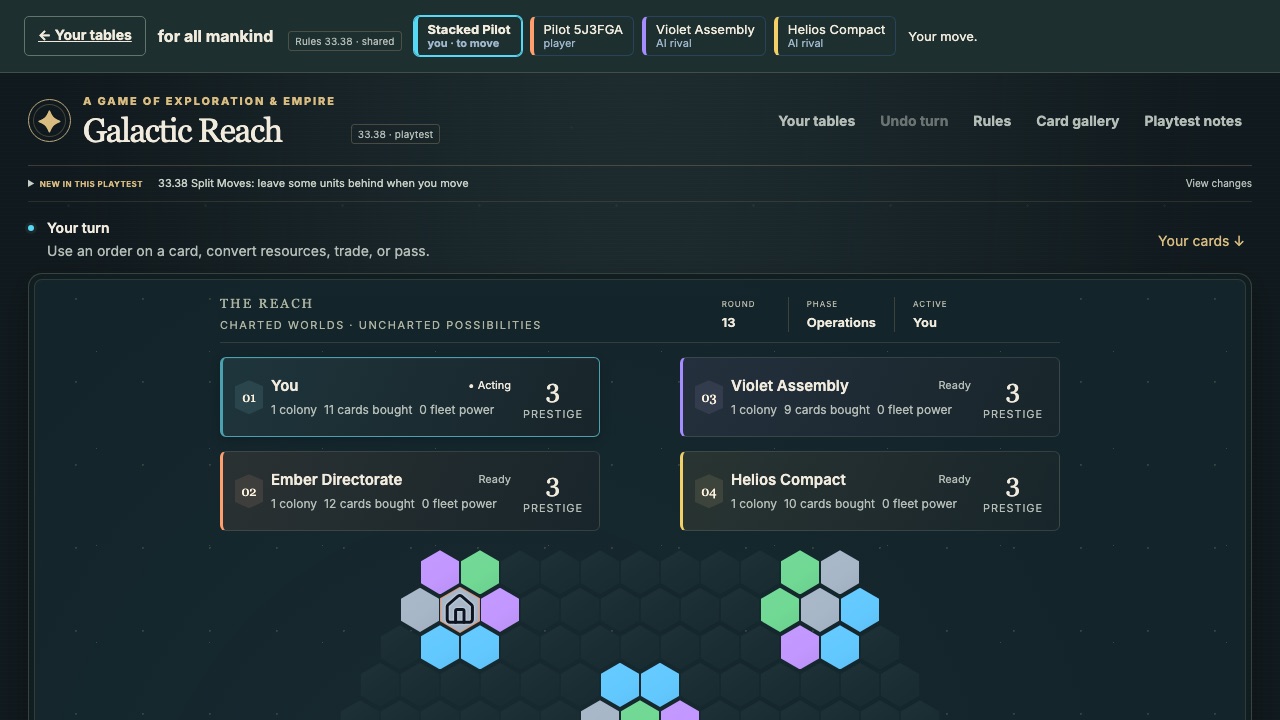 ← Your tables
for all mankind
Rules 33.38 · shared
Stacked Pilot
you · to move
Pilot 5J3FGA
player
Violet Assembly
AI rival
Helios Compact
AI rival
Your move.
A GAME OF EXPLORATION & EMPIRE
Galactic Reach
33.38 · playtest
Your tables
Undo turn
Rules
Card gallery
Playtest notes
NEW IN THIS PLAYTEST
33.38 Split Moves: leave some units behind when you move
View changes
Your turn
Use an order on a card, convert resources, trade, or pass.
Your cards ↓
THE REACH
CHARTED WORLDS · UNCHARTED POSSIBILITIES
ROUND
13
PHASE
Operations
ACTIVE
You
01
You
• Acting
1 colony 11 cards bought 0 fleet power
3
PRESTIGE
03
Violet Assembly
Ready
1 colony 9 cards bought 0 fleet power
3
PRESTIGE
02
Ember Directorate
Ready
1 colony 12 cards bought 0 fleet power
3
PRESTIGE
04
Helios Compact
Ready
1 colony 10 cards bought 0 fleet power
3
PRESTIGE